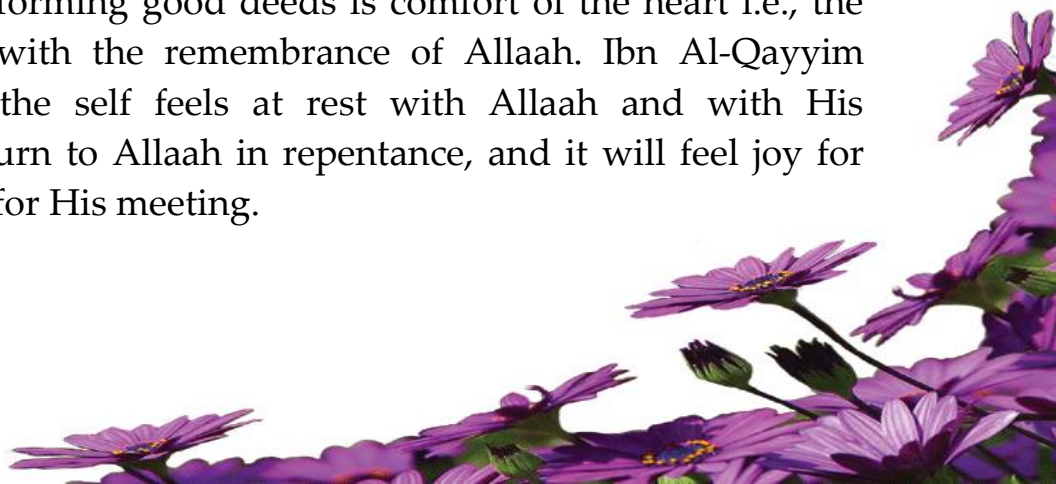 forming good deeds is comfort of the heart i.e., the
with the remembrance of Allaah. Ibn Al-Qayyim
the self feels at rest with Allaah and with His
urn to Allaah in repentance, and it will feel joy for
for His meeting.